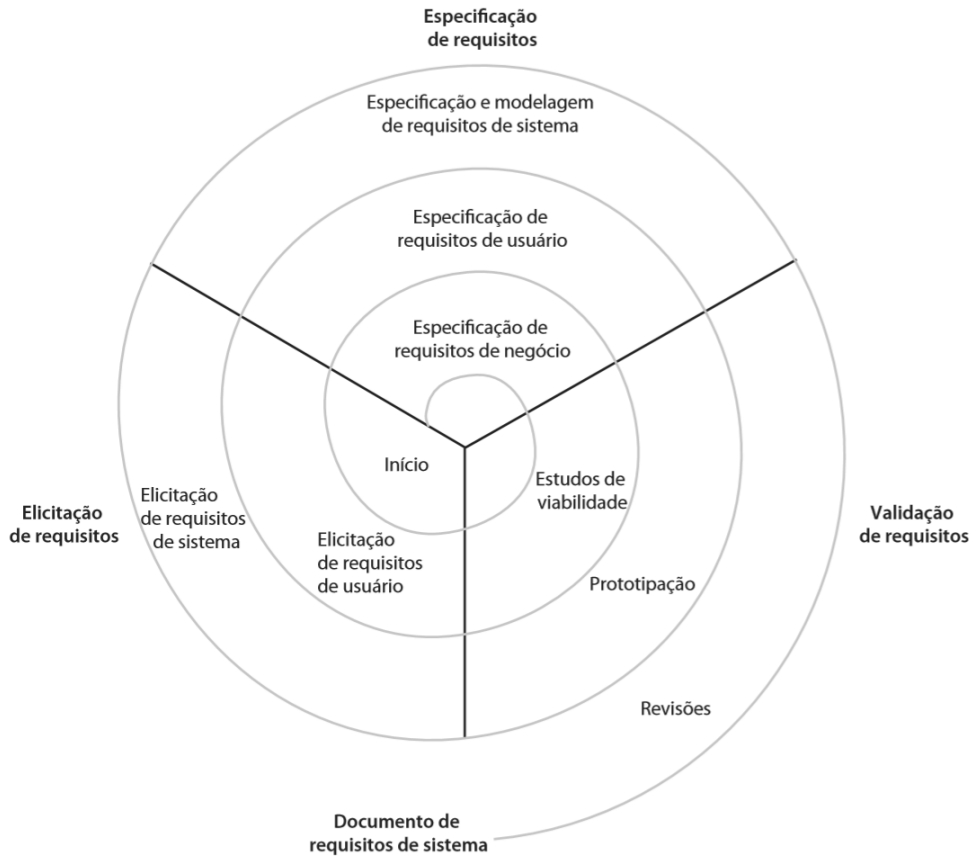 Especificação
de requisitos
Especificação e modelagem
de requisitos de sistema
Especificação de
requisitos de usuário
Especificação de
requisitos de negócio
Início
Estudos de
viabilidade
Elicitação
de requisitos
de sistema
Elicitação
de requisitos
Validação
de requisitos
Elicitação
de requisitos
de usuário
Prototipação
Revisões
Documento de
requisitos de sistema